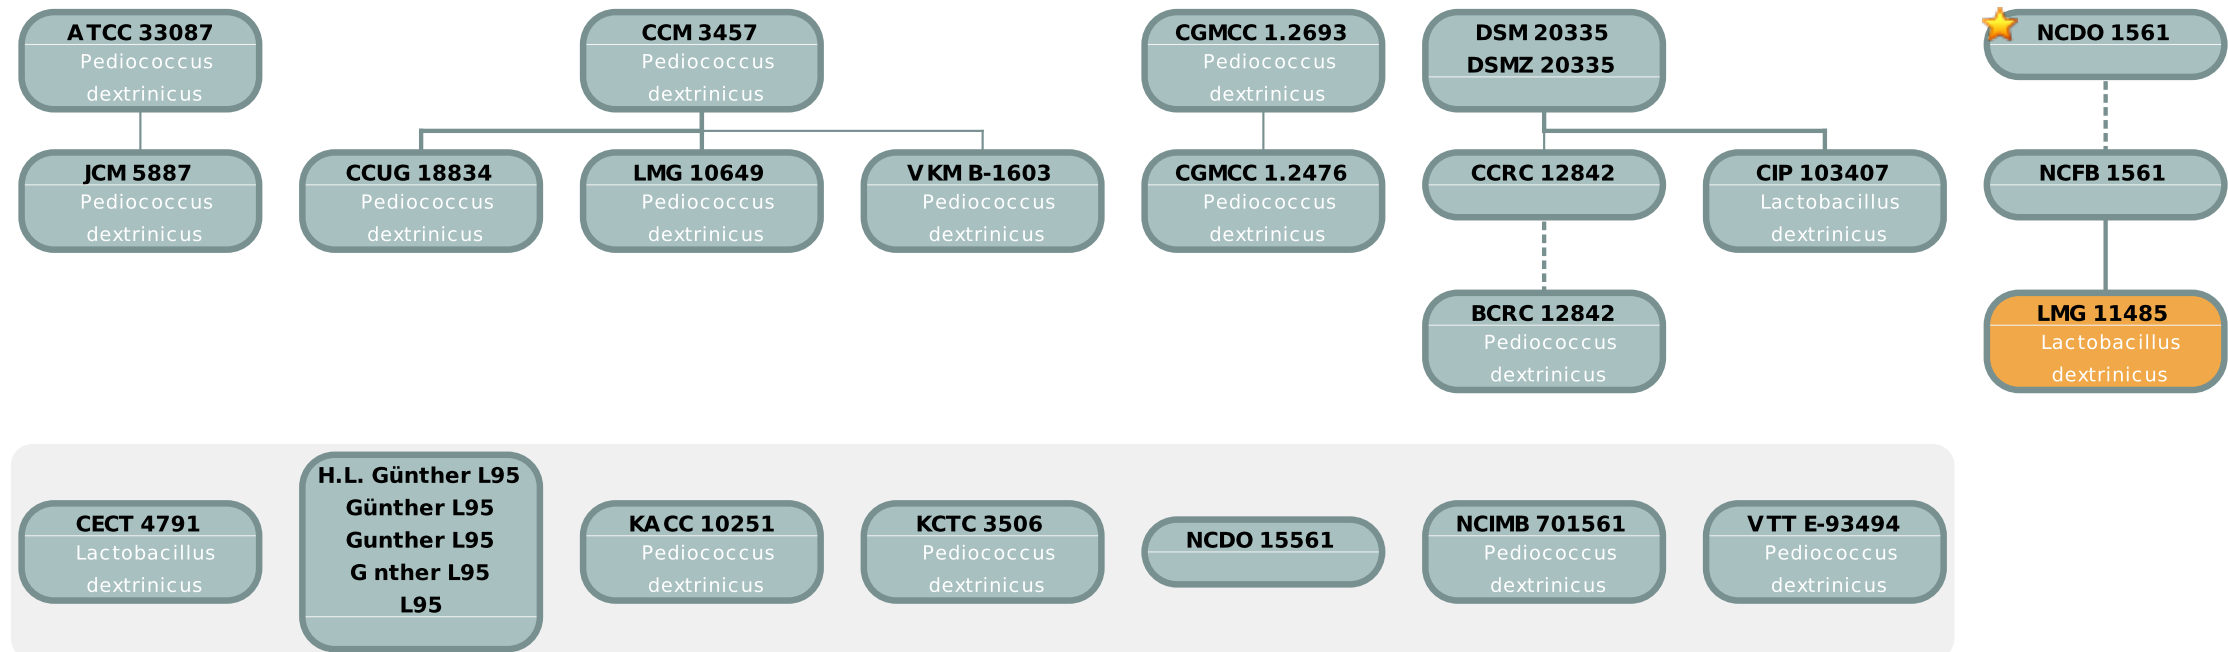 ATCC 33087
Pediococcus
dextrinicus
CCM 3457
Pediococcus
dextrinicus
CGMCC 1.2693
Pediococcus
dextrinicus
DSM 20335
DSMZ 20335
NCDO 1561
JCM 5887
Pediococcus
dextrinicus
CCUG 18834
Pediococcus
dextrinicus
LMG 10649
Pediococcus
dextrinicus
VKM B-1603
Pediococcus
dextrinicus
CGMCC 1.2476
Pediococcus
dextrinicus
CCRC 12842
CIP 103407
Lactobacillus
dextrinicus
NCFB 1561
BCRC 12842
Pediococcus
dextrinicus
LMG 11485
Lactobacillus
dextrinicus
CECT 4791
Lactobacillus
dextrinicus
H.L. Günther L95
Günther L95
Gunther L95
G nther L95
L95
KACC 10251
Pediococcus
dextrinicus
KCTC 3506
Pediococcus
dextrinicus
NCDO 15561
NCIMB 701561
Pediococcus
dextrinicus
VTT E-93494
Pediococcus
dextrinicus